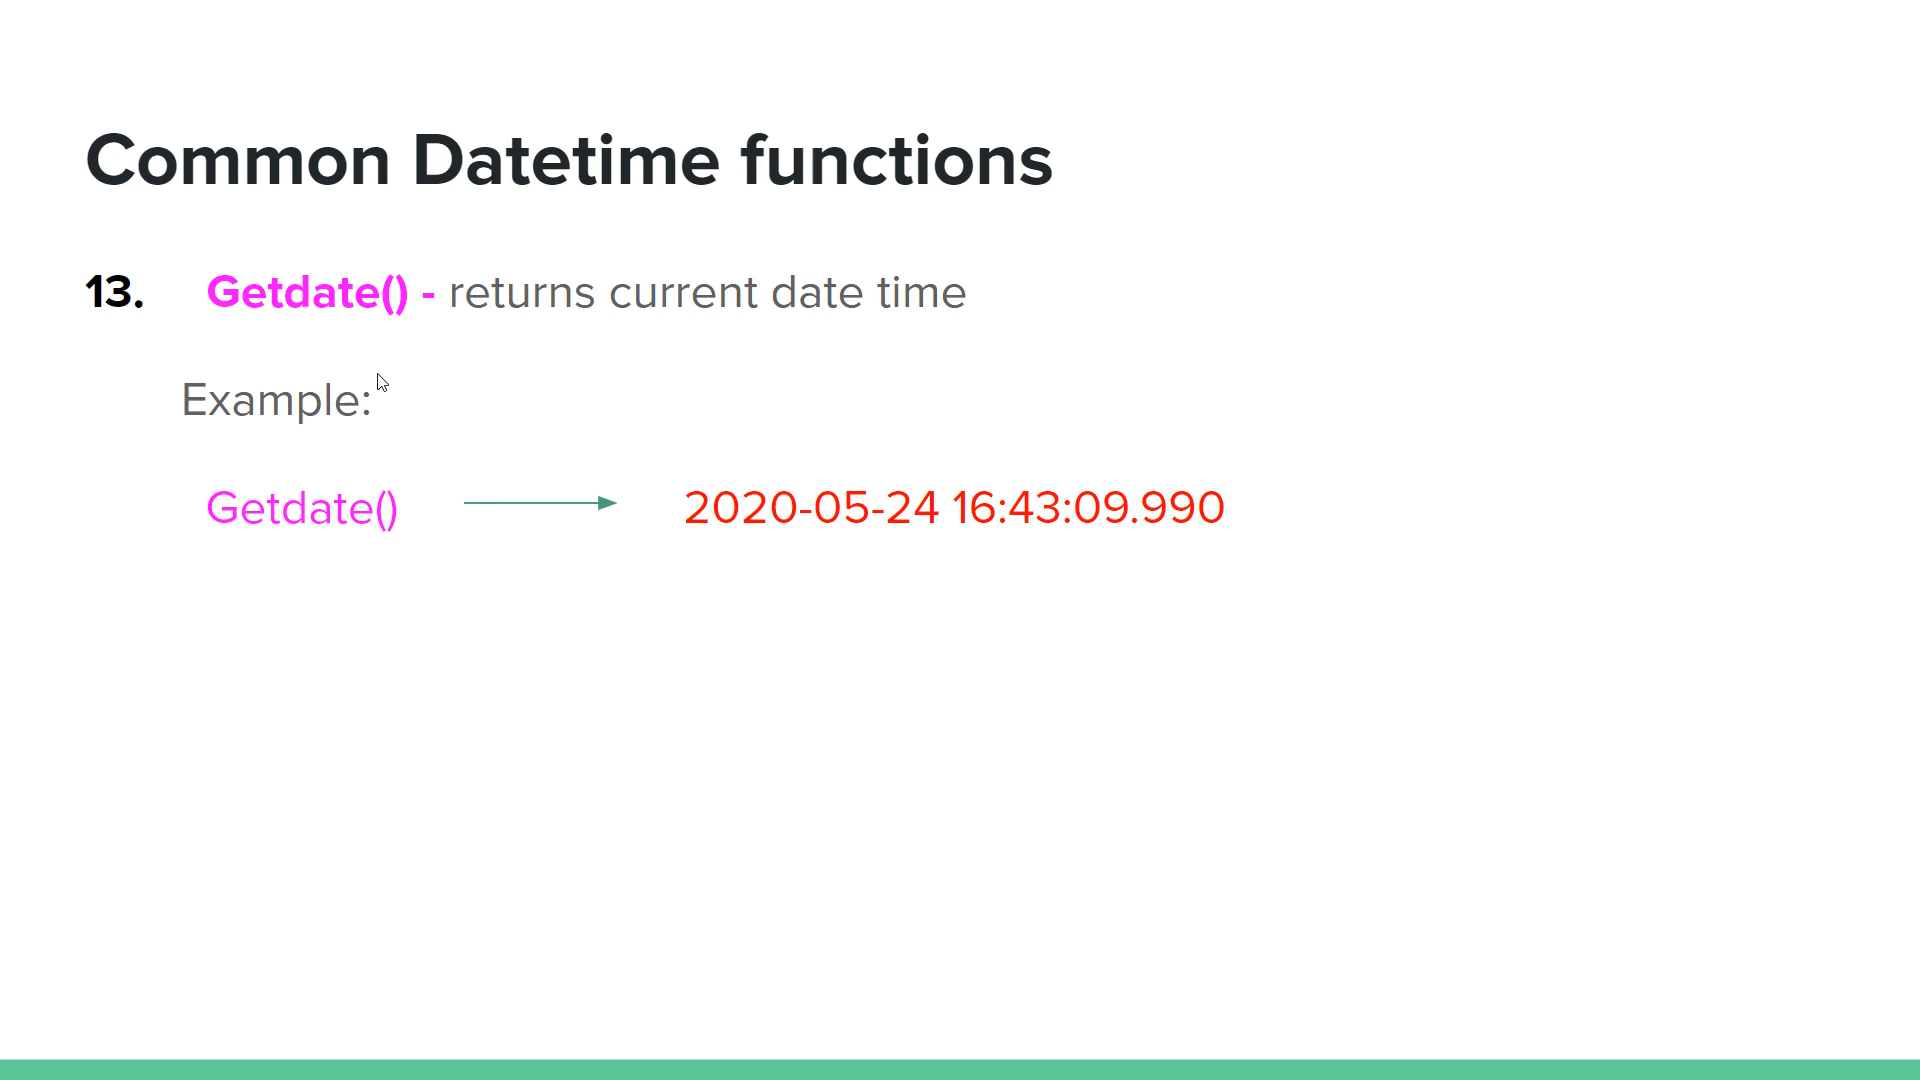 Common Datetime functions
13. Getdate() - returns current date time
Example:
Getdate() 2020-05-24 16:43:09.990